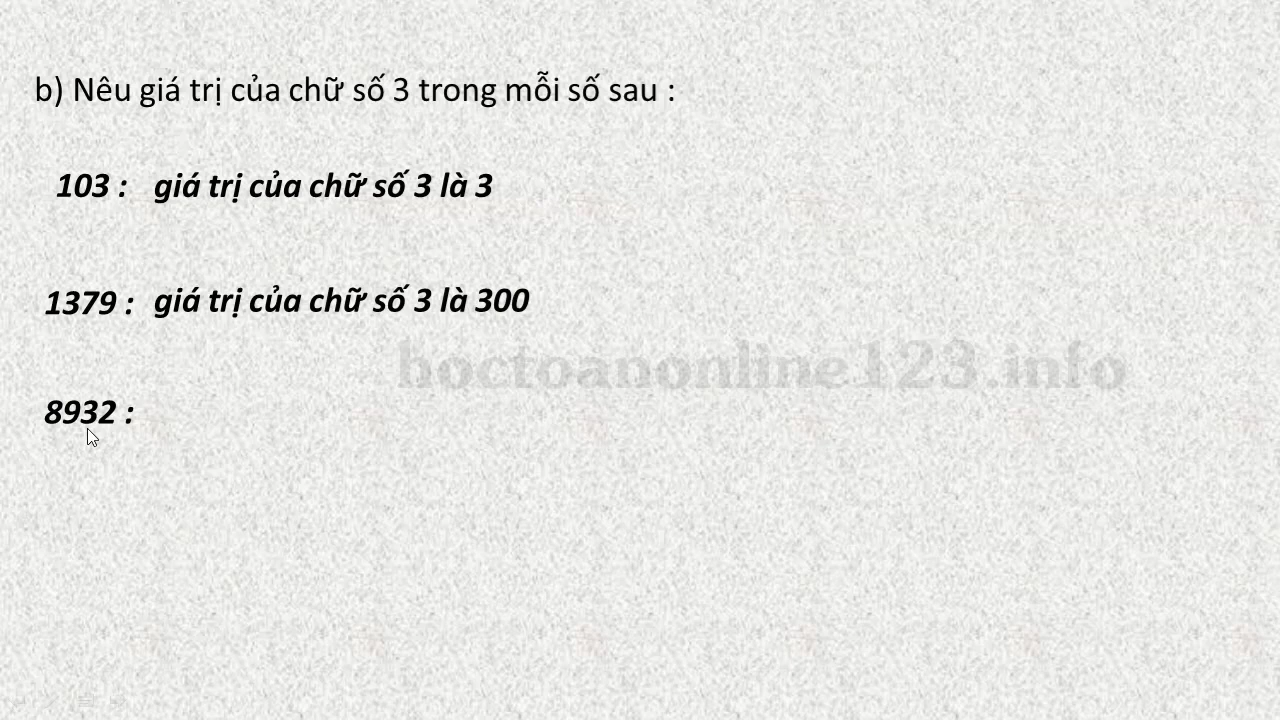 b) Nêu giá trị của chữ số 3 trong mỗi số sau :
103 : giá trị của chữ số 3 là 3
1379 : giá trị của chữ số 3 là 300
hoctoanonline123.info
8932 :